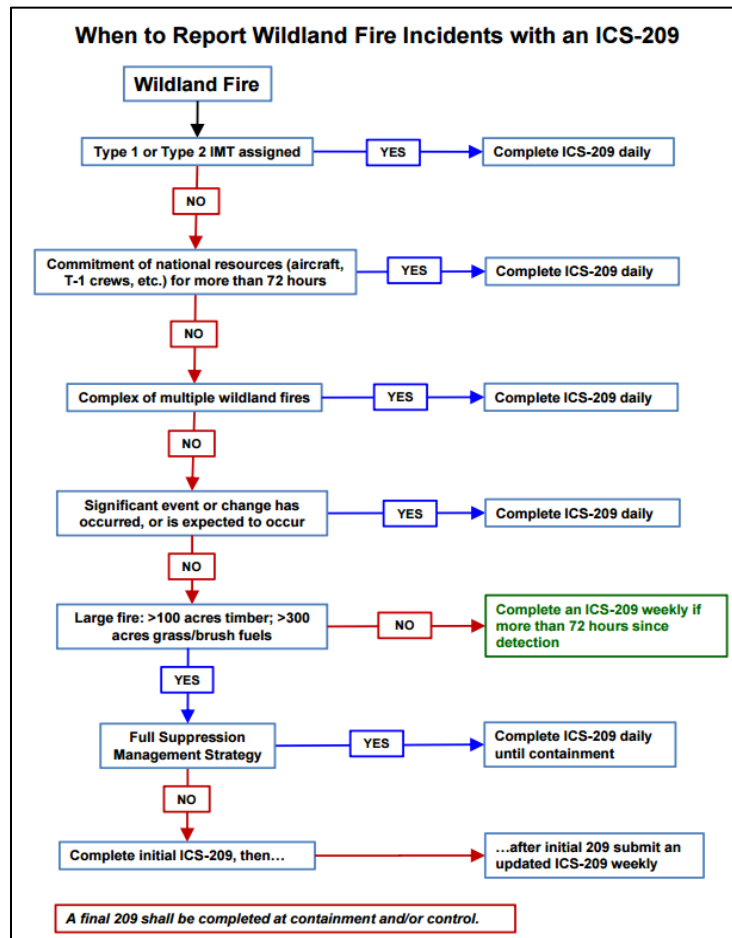 When to Report Wildland Fire Incidents with an ICS-209
Wildland Fire
Type 1 or Type 2 IMT assigned
YES
Complete ICS-209 daily
NO
Commitment of national resources (aircraft,
T-1 crews, etc.) for more than 72 hours
YES
Complete ICS-209 daily
NO
Complex of multiple wildland fires
YES
Complete ICS-209 daily
NO
Significant event or change has
occurred, or is expected to occur
YES
Complete ICS-209 daily
NO
Large fire: >100 acres timber; >300
acres grass/brush fuels
NO
Complete an ICS-209 weekly if
more than 72 hours since
detection
YES
Full Suppression
Management Strategy
YES
Complete ICS-209 daily
until containment
NO
Complete initial ICS-209, then…
…after initial 209 submit an
updated ICS-209 weekly
A final 209 shall be completed at containment and/or control.